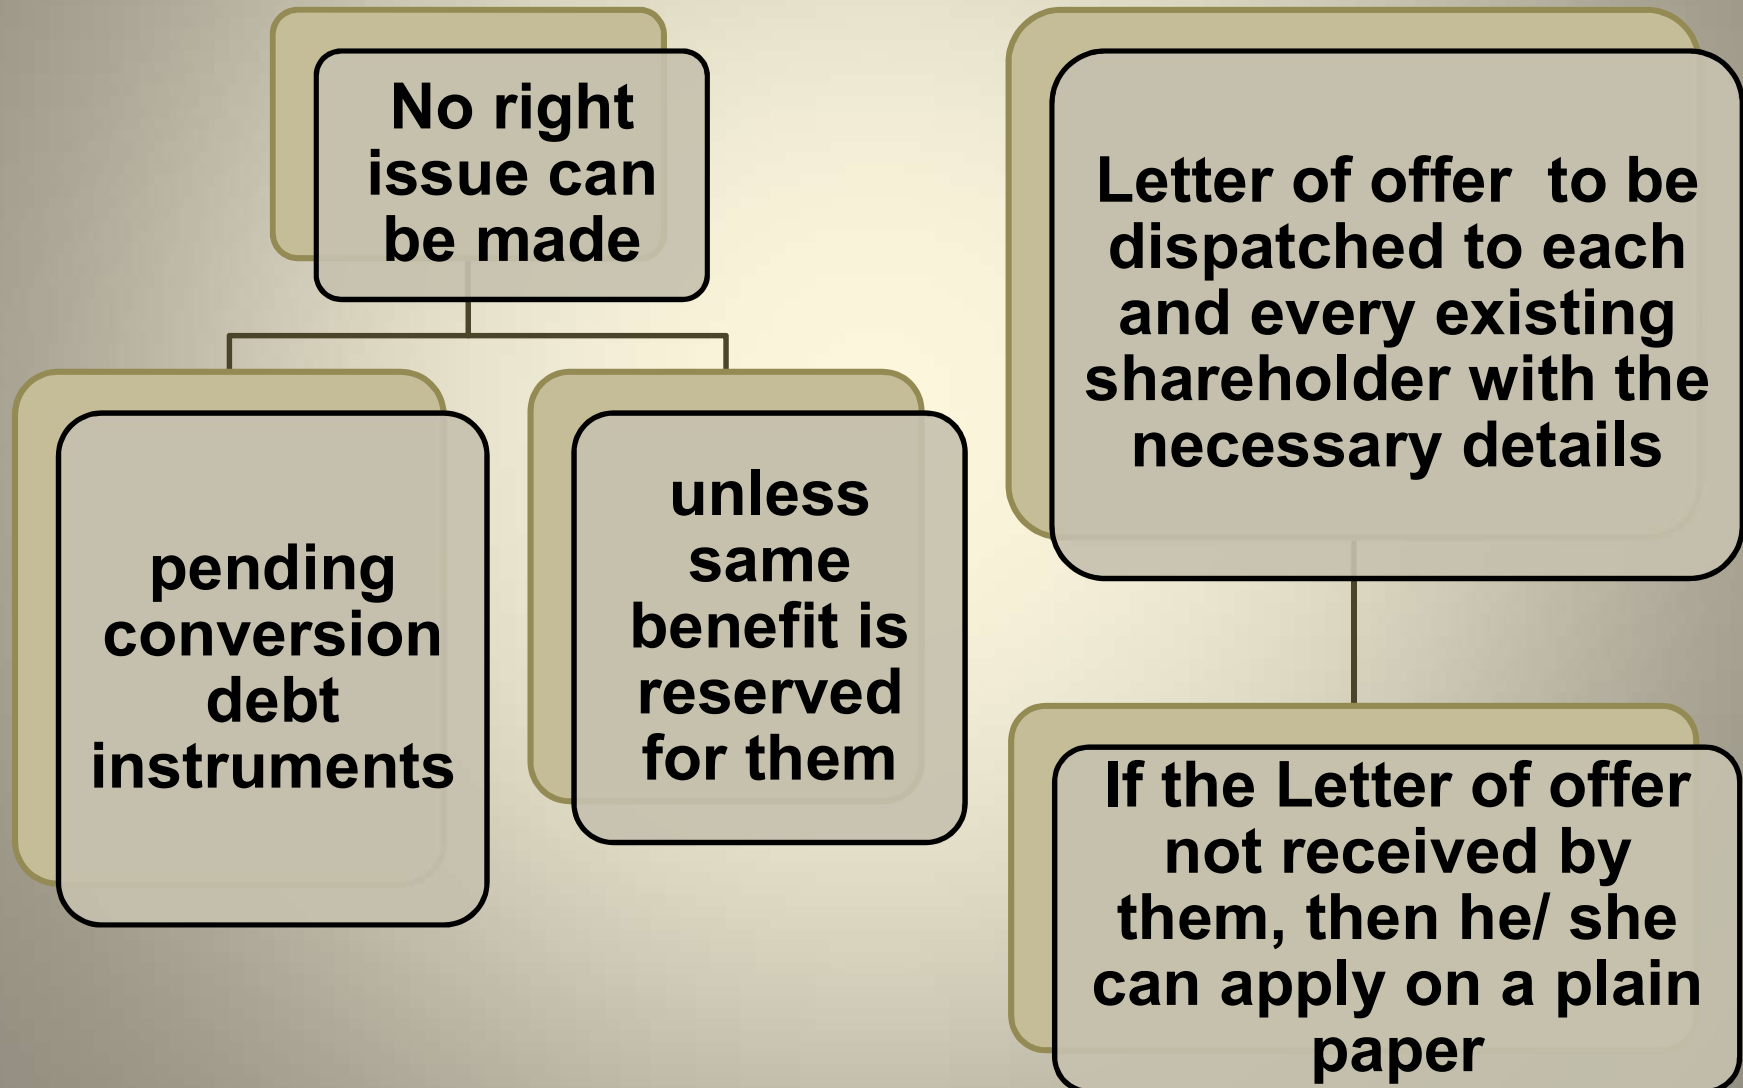 No right
issue can
be made
pending
conversion
debt
instruments
unless
same
benefit is
reserved
for them
Letter of offer to be
dispatched to each
and every existing
shareholder with the
necessary details
If the Letter of offer
not received by
them, then he/ she
can apply on a plain
paper